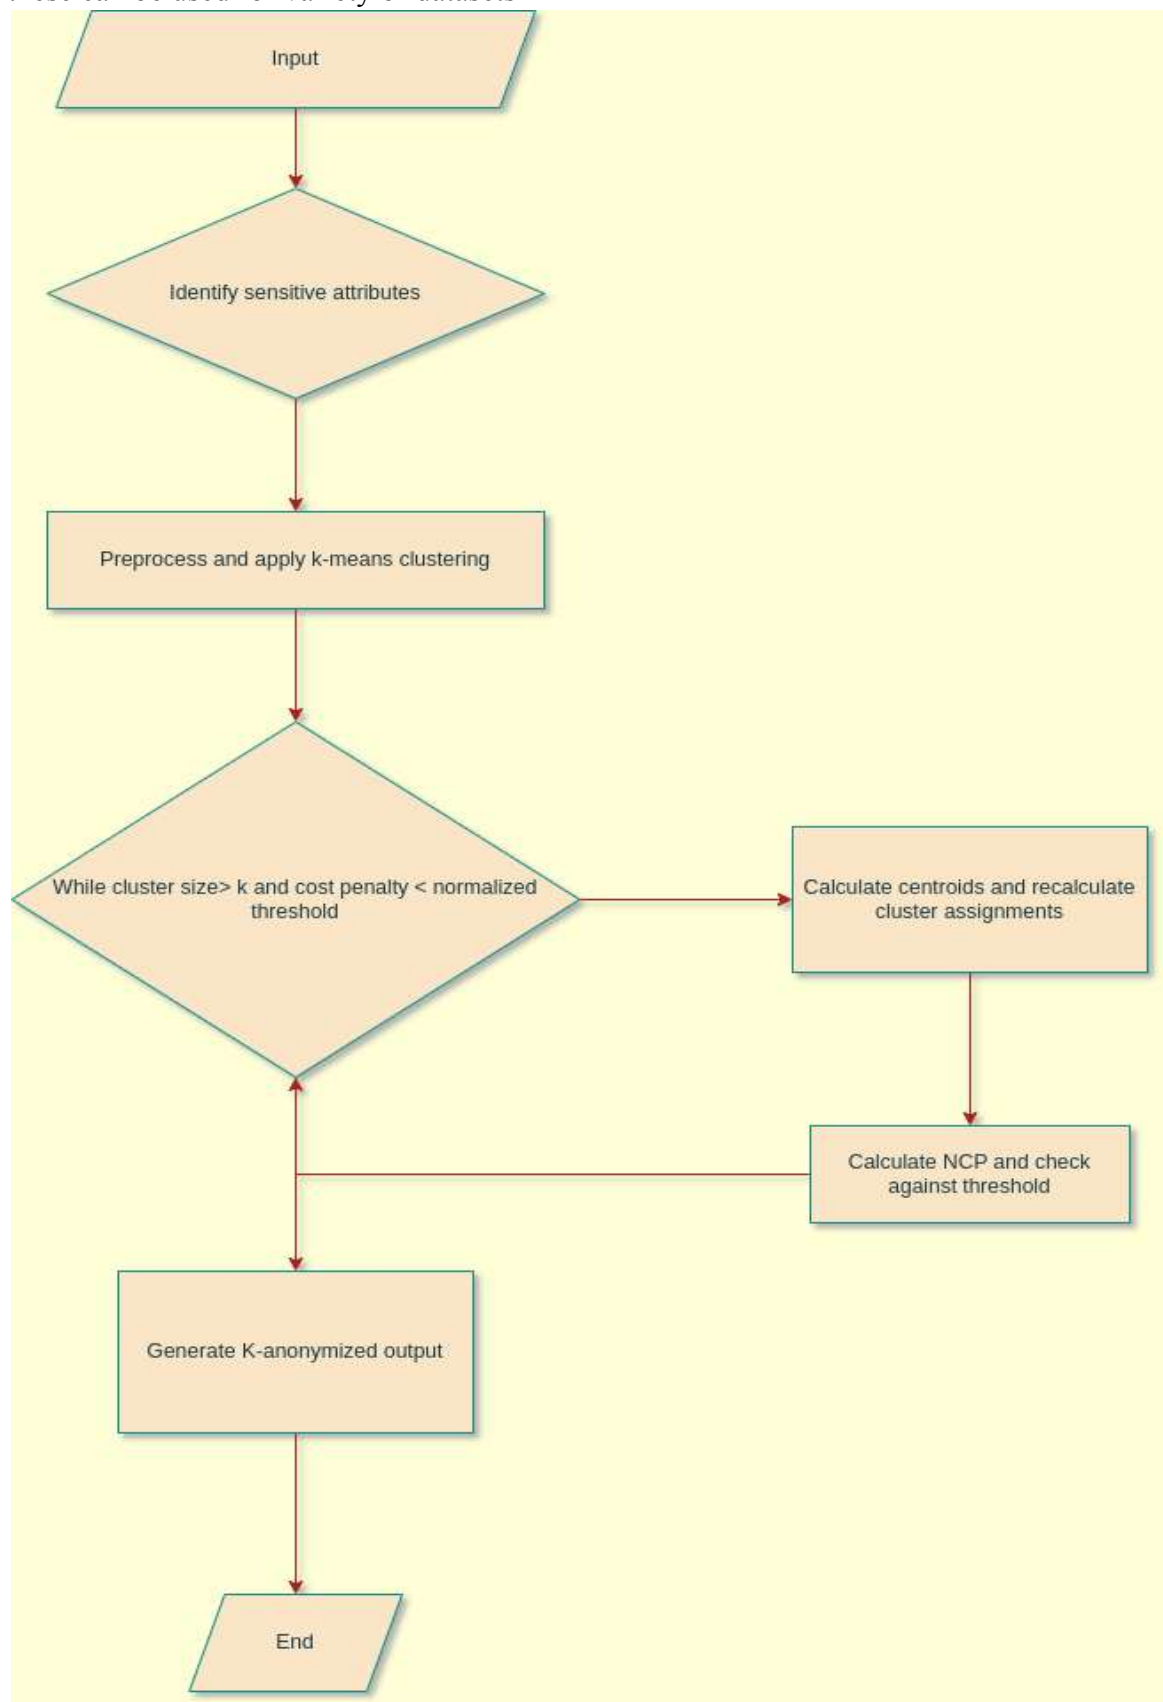 Input
Identify sensitive attributes
Preprocess and apply k-means clustering
While cluster size> k and cost penalty < normalized
threshold
Calculate centroids and recalculate
cluster assignments
Calculate NCP and check
against threshold
Generate K-anonymized output
End